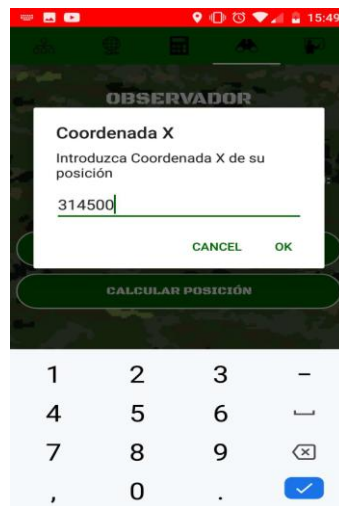 15:49
OBSERVADOR
Coordenada X
Introduzca Coordenada X de su
posición
314500
CANCEL OK
CALCULAR POSICIÓN
1 2 3 -
4 5 6
7 8 9
, 0 .